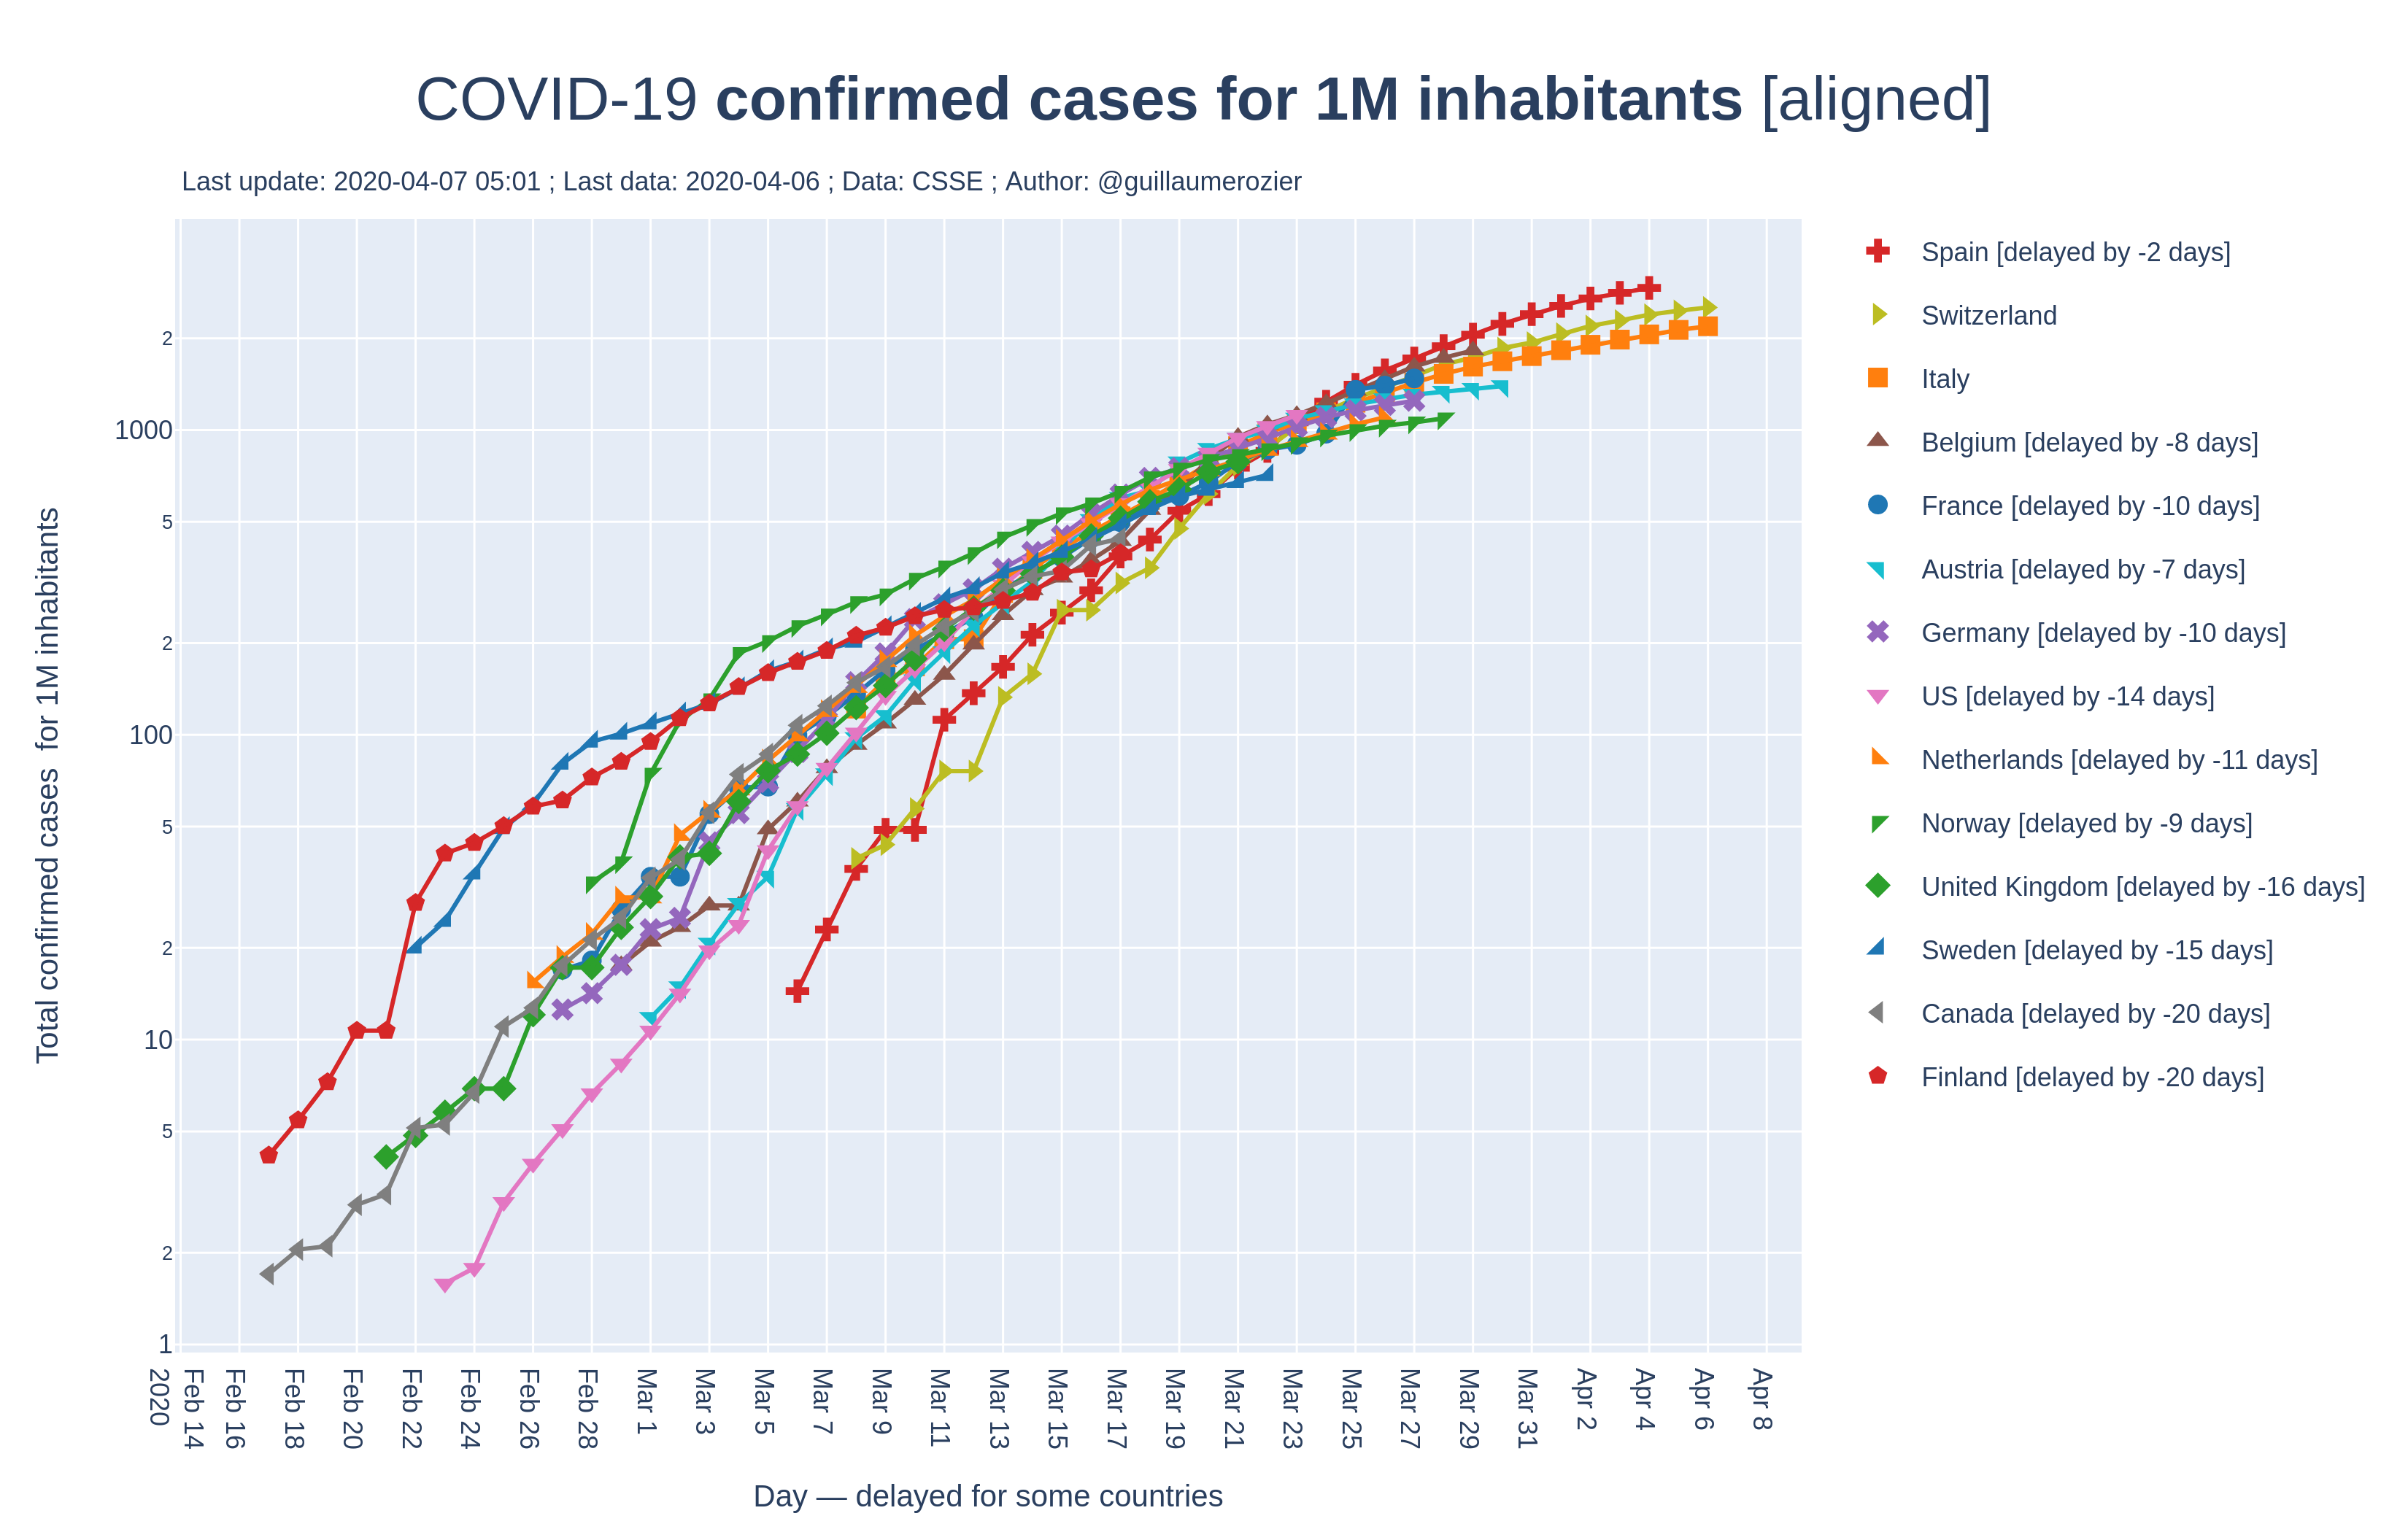 COVID-19 confirmed cases for 1M inhabitants [aligned]
Last update: 2020-04-07 05:01 ; Last data: 2020-04-06 ; Data: CSSE ; Author: @guillaumerozier
Total confirmed cases for 1M inhabitants
2
1000
5
2
100
5
2
10
5
2
1
Feb 14
2020
Feb 16
Feb 18
Feb 20
Feb 22
Feb 24
Feb 26
Feb 28
Mar 1
Mar 3
Mar 5
Mar 7
Mar 9
Mar 11
Mar 13
Mar 15
Mar 17
Mar 19
Mar 21
Mar 23
Mar 25
Mar 27
Mar 29
Mar 31
Apr 2
Apr 4
Apr 6
Apr 8
Day — delayed for some countries
Spain [delayed by -2 days]
Switzerland
Italy
Belgium [delayed by -8 days]
France [delayed by -10 days]
Austria [delayed by -7 days]
Germany [delayed by -10 days]
US [delayed by -14 days]
Netherlands [delayed by -11 days]
Norway [delayed by -9 days]
United Kingdom [delayed by -16 days]
Sweden [delayed by -15 days]
Canada [delayed by -20 days]
Finland [delayed by -20 days]